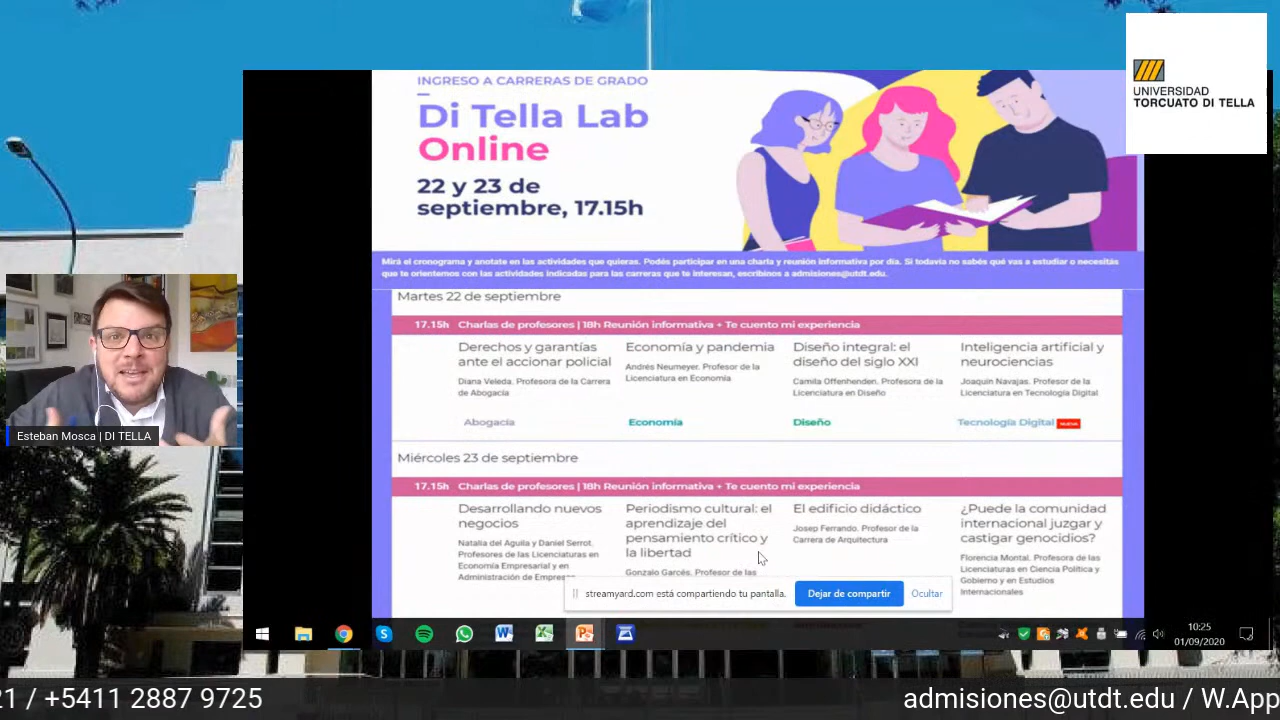 UNIVERSIDAD
TORCUATO DI TELLA
INGRESO A CARRERAS DE GRADO
Di Tella Lab
Online
22 y 23 de
septiembre, 17.15h
Mirá el cronograma y anotate en las actividades que quieras. Podés participar en una charla y reunión informativa por día. Si todavía no sabés qué vas a estudiar o necesitás
que te orientemos con las actividades indicadas para las carreras que te interesan, escribinos a admisiones@utdt.edu.
Martes 22 de septiembre
17.15h Charlas de profesores | 18h Reunión informativa + Te cuento mi experiencia
Derechos y garantías
ante el accionar policial
Diana Veleda. Profesora de la Carrera
de Abogacía
Abogacía
Economía y pandemia
Andrés Neumeyer. Profesor de la
Licenciatura en Economía
Economía
Diseño integral: el
diseño del siglo XXI
Camila Offenhenden. Profesora de la
Licenciatura en Diseño
Diseño
Inteligencia artificial y
neurociencias
Joaquín Navajas. Profesor de la
Licenciatura en Tecnología Digital
Tecnología Digital NUEVA
Miércoles 23 de septiembre
17.15h Charlas de profesores | 18h Reunión informativa + Te cuento mi experiencia
Desarrollando nuevos
negocios
Natalia del Aguila y Daniel Serrot.
Profesores de las Licenciaturas en
Economía Empresarial y en
Administración de Empresas
Periodismo cultural: el
aprendizaje del
pensamiento crítico y
la libertad
Gonzalo Garcés. Profesor de las
El edificio didáctico
Josep Ferrando. Profesor de la
Carrera de Arquitectura
¿Puede la comunidad
internacional juzgar y
castigar genocidios?
Florencia Montal. Profesora de las
Licenciaturas en Ciencia Política y
Gobierno y en Estudios
Internacionales
streamyard.com está compartiendo tu pantalla.
Dejar de compartir
Ocultar
10:25
01/09/2020
Esteban Mosca | DI TELLA
21 / +5411 2887 9725
admisiones@utdt.edu / W.App